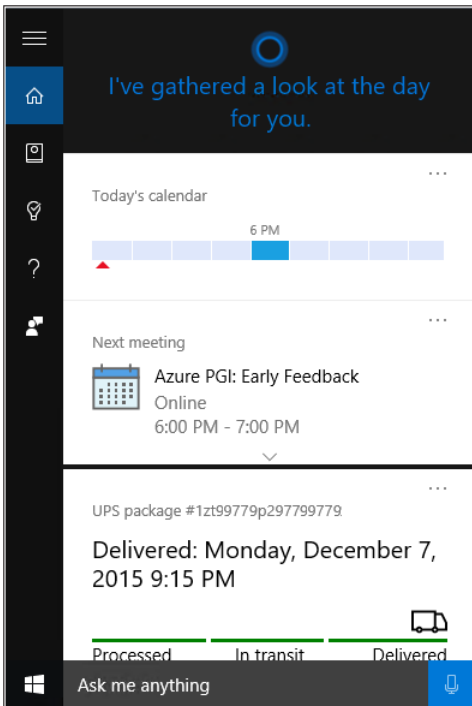 I've gathered a look at the day
for you.
Today's calendar
6 PM
Next meeting
Azure PGI: Early Feedback
Online
6:00 PM - 7:00 PM
UPS package #1zt99779p297799779
Delivered: Monday, December 7,
2015 9:15 PM
Processed In transit Delivered
Ask me anything